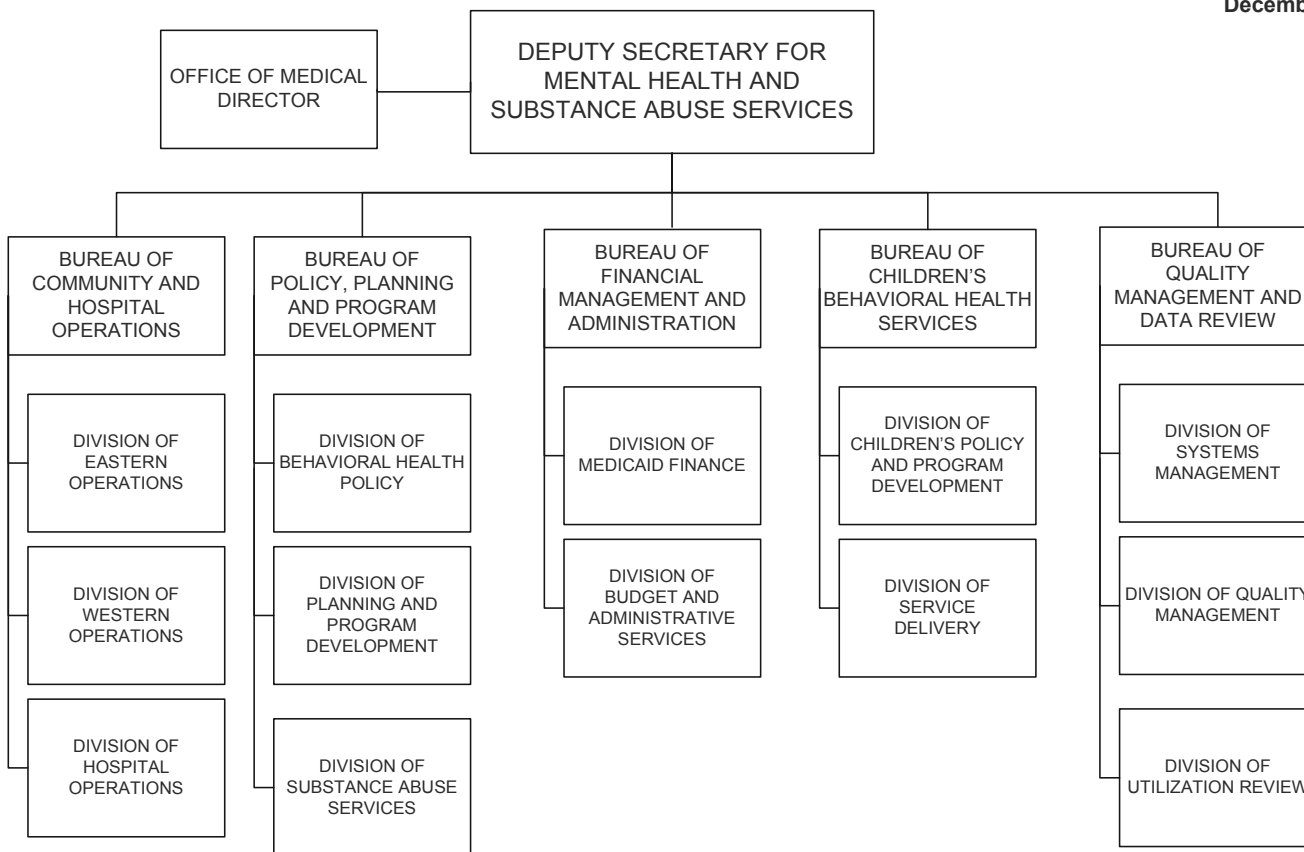 Decemb
OFFICE OF MEDICAL
DIRECTOR
DEPUTY SECRETARY FOR
MENTAL HEALTH AND
SUBSTANCE ABUSE SERVICES
BUREAU OF
COMMUNITY AND
HOSPITAL
OPERATIONS
BUREAU OF
POLICY, PLANNING
AND PROGRAM
DEVELOPMENT
BUREAU OF
FINANCIAL
MANAGEMENT AND
ADMINISTRATION
BUREAU OF
CHILDREN'S
BEHAVIORAL HEALTH
SERVICES
BUREAU OF
QUALITY
MANAGEMENT AND
DATA REVIEW
DIVISION OF
EASTERN
OPERATIONS
DIVISION OF
BEHAVIORAL HEALTH
POLICY
DIVISION OF
MEDICAID FINANCE
DIVISION OF
CHILDREN'S POLICY
AND PROGRAM
DEVELOPMENT
DIVISION OF
SYSTEMS
MANAGEMENT
DIVISION OF
WESTERN
OPERATIONS
DIVISION OF
PLANNING AND
PROGRAM
DEVELOPMENT
DIVISION OF
BUDGET AND
ADMINISTRATIVE
SERVICES
DIVISION OF
SERVICE
DELIVERY
DIVISION OF QUALITY
MANAGEMENT
DIVISION OF
HOSPITAL
OPERATIONS
DIVISION OF
SUBSTANCE ABUSE
SERVICES
DIVISION OF
UTILIZATION REVIEW